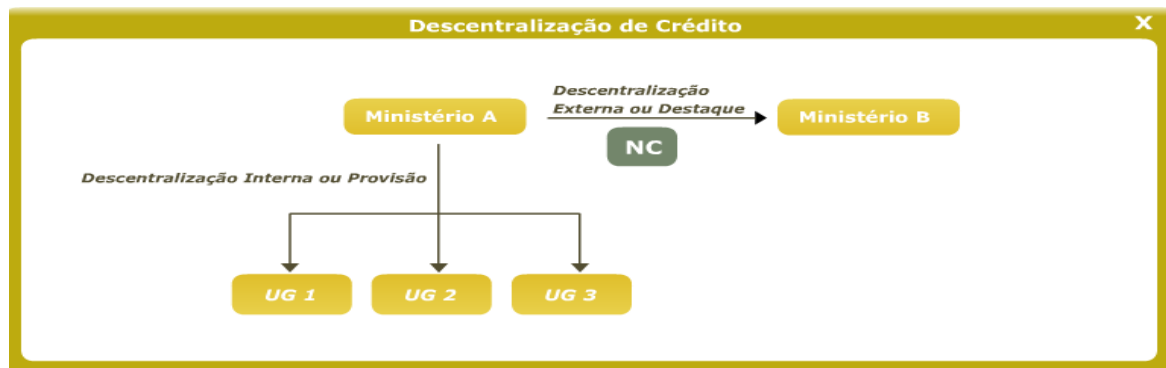 Descentralização de Crédito
X
Descentralização
Externa ou Destaque
Ministério A
Ministério B
NC
Descentralização Interna ou Provisão
UG 1
UG 2
UG 3